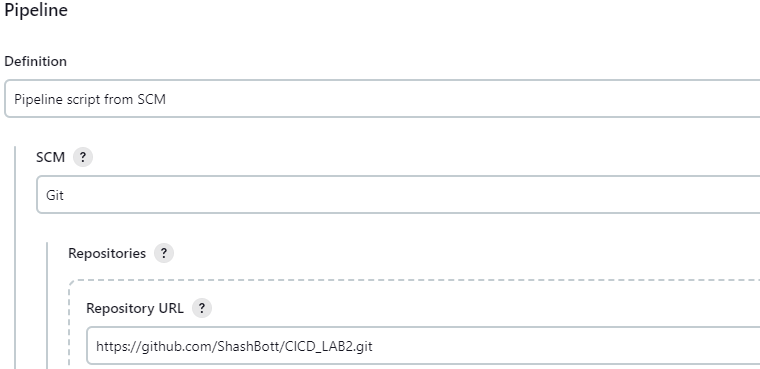 Pipeline
Definition
Pipeline script from SCM
SCM ?
Git
Repositories ?
Repository URL ?
https://github.com/ShashBott/CICD_LAB2.git